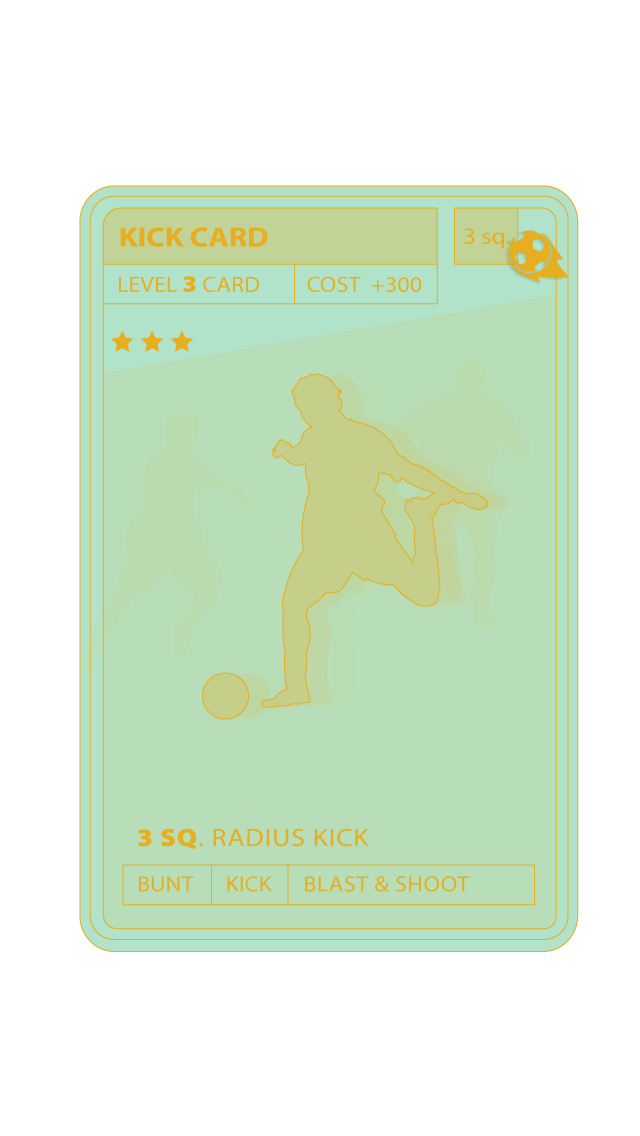 KICK CARD
3 sq.
LEVEL 3 CARD
COST +300
3 SQ. RADIUS KICK
BUNT
KICK
BLAST & SHOOT